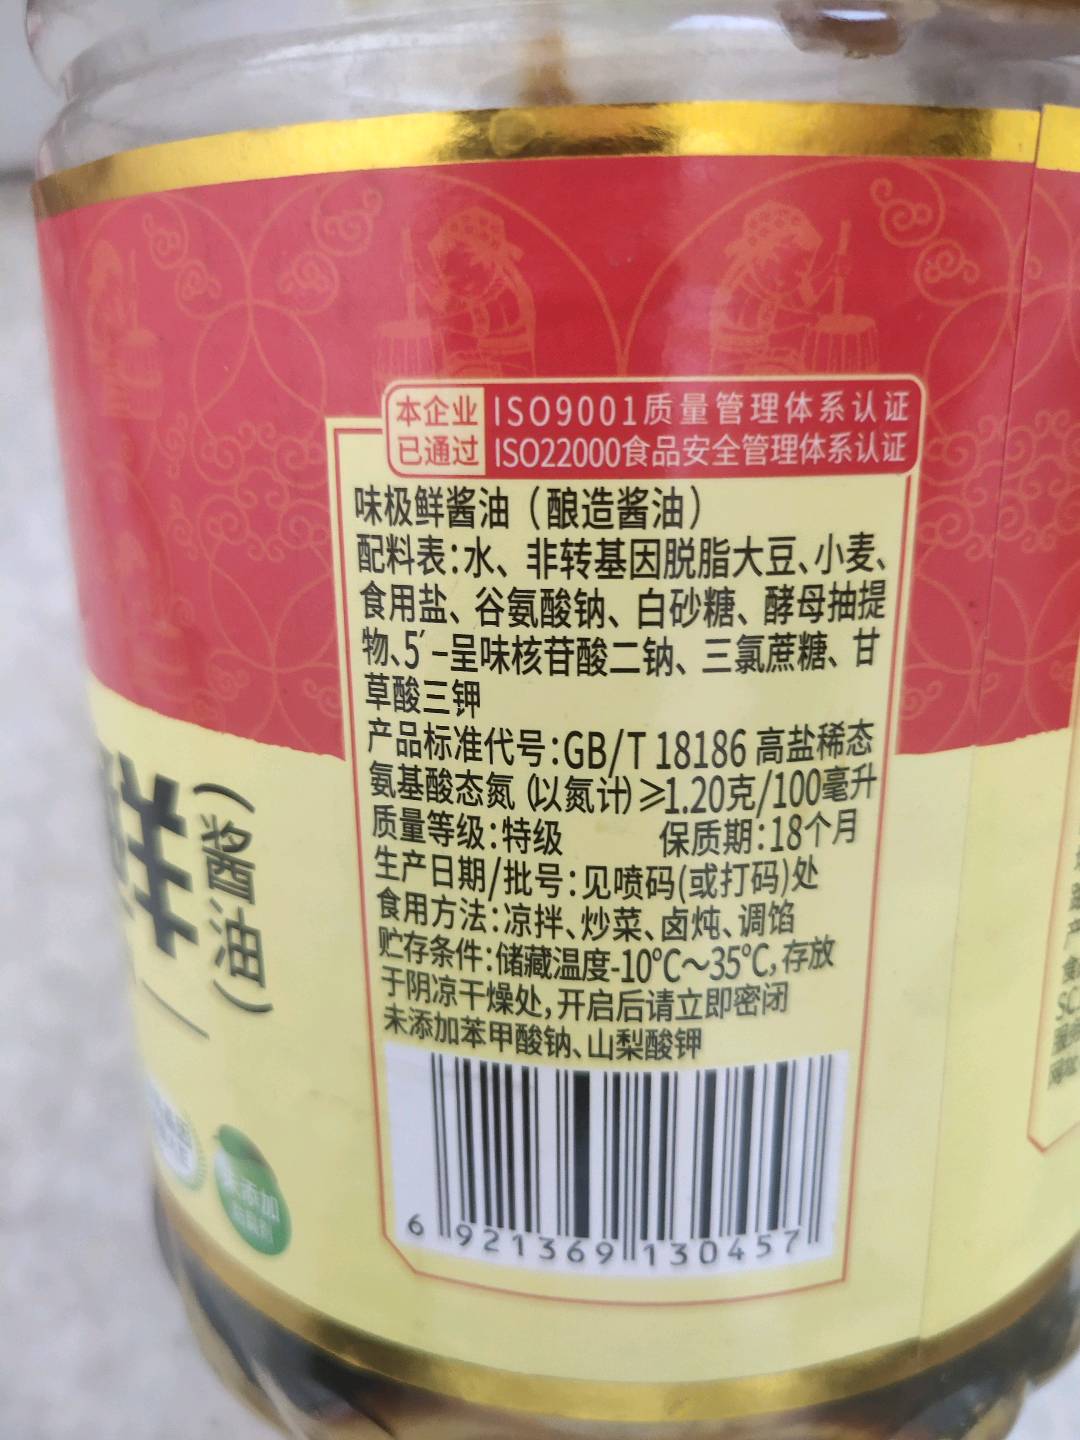 本企业 ISO9001质量管理体系认证
已通过 ISO22000食品安全管理体系认证
味极鲜酱油（酿造酱油）
配料表:水、非转基因脱脂大豆、小麦、
食用盐、谷氨酸钠、白砂糖、酵母抽提
物、5′-呈味核苷酸二钠、三氯蔗糖、甘
草酸三钾
产品标准代号:GB/T 18186 高盐稀态
氨基酸态氮(以氮计)≥1.20克/100毫升
质量等级:特级 保质期:18个月
生产日期/批号:见喷码(或打码)处
食用方法:凉拌、炒菜、卤炖、调馅
贮存条件:储藏温度-10℃～35℃,存放
于阴凉干燥处,开启后请立即密闭
未添加苯甲酸钠、山梨酸钾
6 921369 130457
鲜
(酱油)
添加